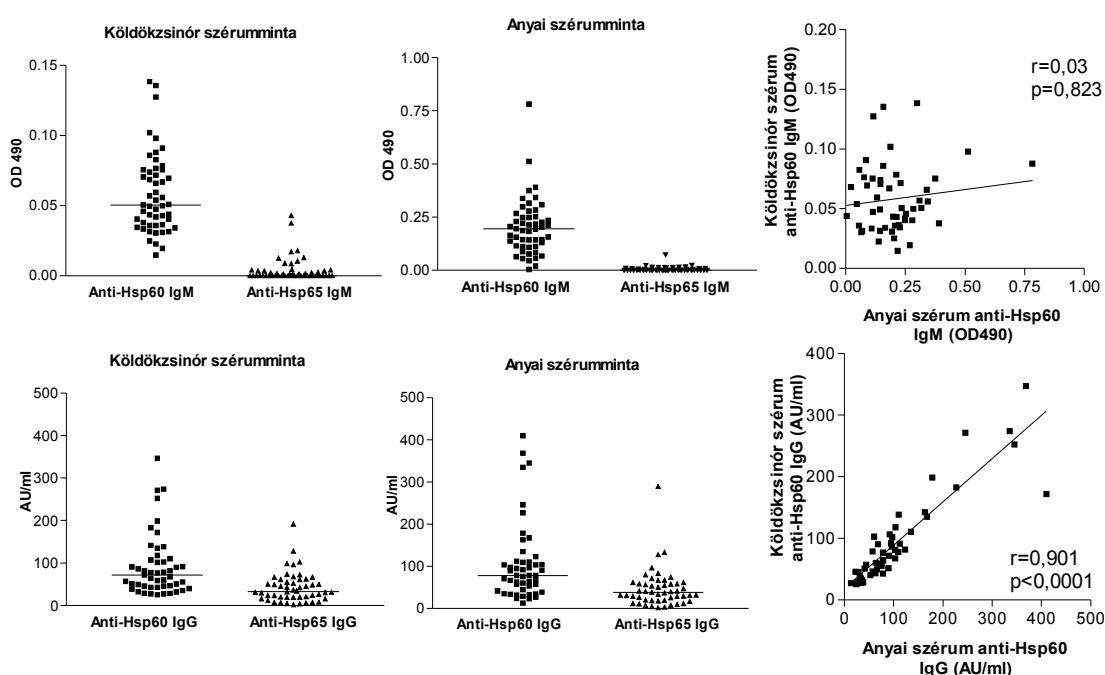 Köldökzsinór szérumminta
OD 490
0.15
0.10
0.05
0.00
Anti-Hsp60 IgM
Anti-Hsp65 IgM
Anyai szérumminta
OD 490
1.00
0.75
0.50
0.25
0.00
Anti-Hsp60 IgM
Anti-Hsp65 IgM
Köldökzsinór szérum
anti-Hsp60 IgM (OD490)
0.20
0.15
0.10
0.05
0.00
r=0,03
p=0,823
0.00 0.25 0.50 0.75 1.00
Anyai szérum anti-Hsp60
IgM (OD490)
Köldökzsinór szérumminta
AU/ml
500
400
300
200
100
0
Anti-Hsp60 IgG
Anti-Hsp65 IgG
Anyai szérumminta
AU/ml
500
400
300
200
100
0
Anti-Hsp60 IgG
Anti-Hsp65 IgG
Köldökzsinór szérum
anti-Hsp60 IgG (AU/ml)
400
300
200
100
0
r=0,901
p<0,0001
0 100 200 300 400 500
Anyai szérum anti-Hsp60
IgG (AU/ml)